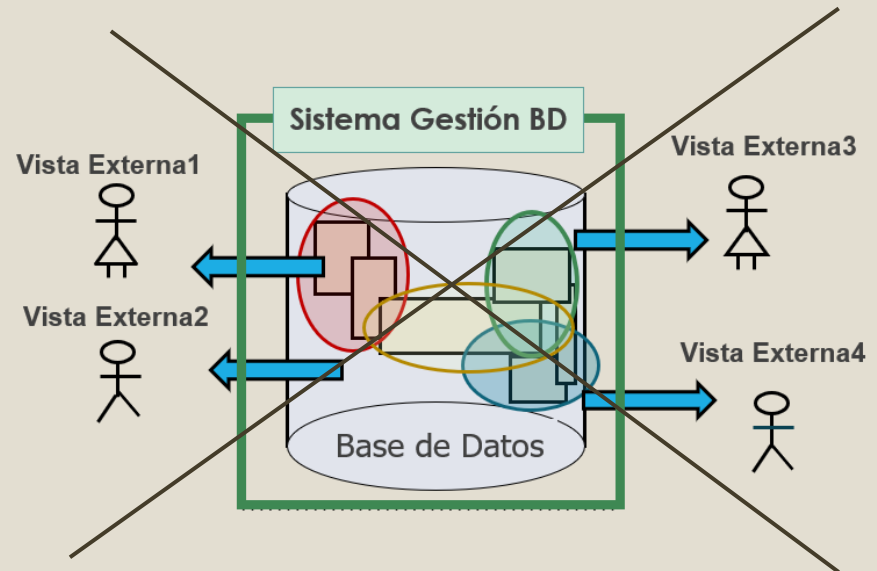 Sistema Gestión BD
Vista Externa1
Vista Externa3
Vista Externa2
Vista Externa4
Base de Datos